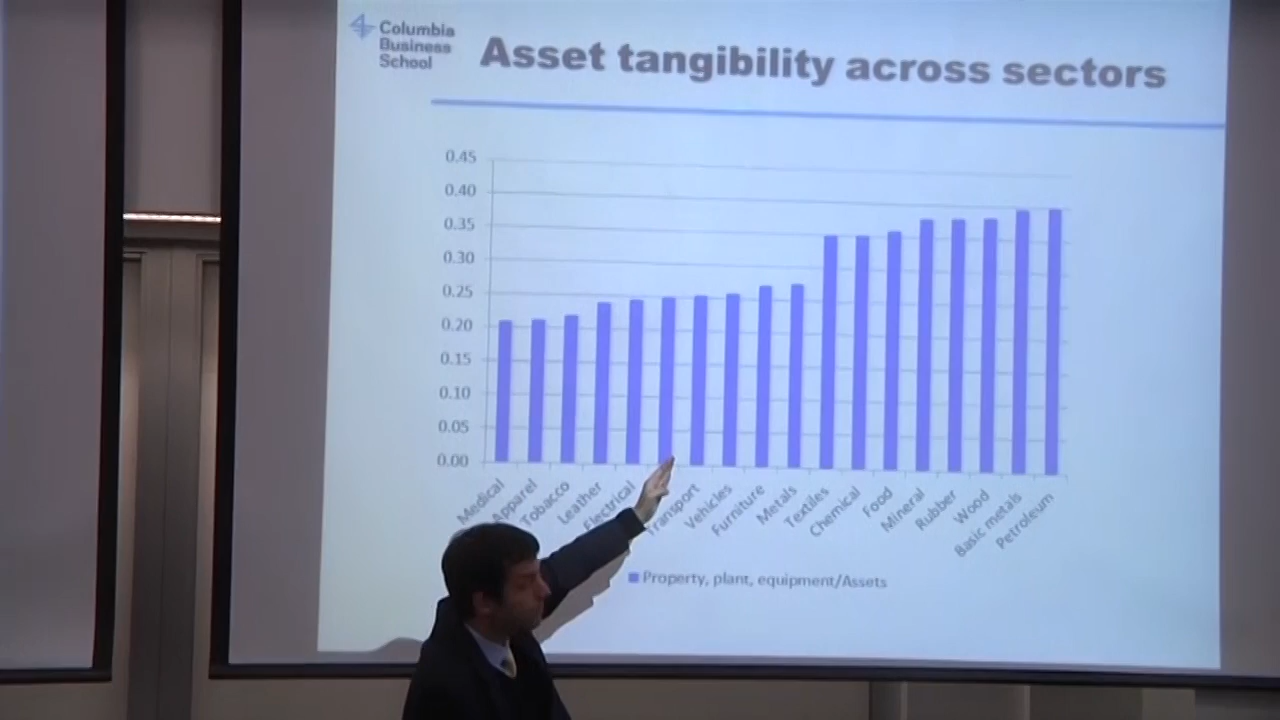 Columbia
Business
School
Asset tangibility across sectors
0.45
0.40
0.35
0.30
0.25
0.20
0.15
0.10
0.05
0.00
Medical
Apparel
Tobacco
Leather
Electrical
Transport
Vehicles
Furniture
Metals
Textiles
Chemical
Food
Mineral
Rubber
Wood
Basic metals
Petroleum
Property, plant, equipment/Assets